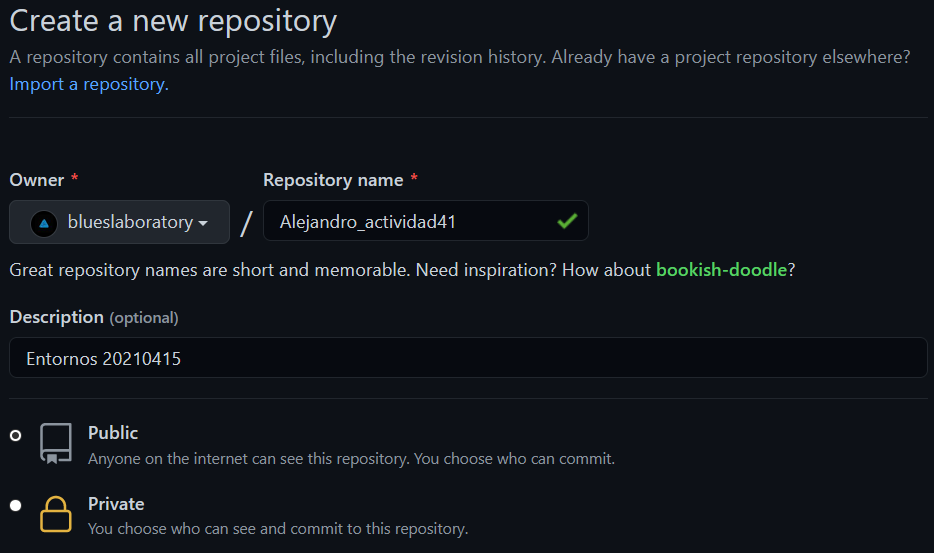 Create a new repository
A repository contains all project files, including the revision history. Already have a project repository elsewhere?
Import a repository.
Owner * Repository name *
blueslaboratory / Alejandro_actividad41
Great repository names are short and memorable. Need inspiration? How about bookish-doodle?
Description (optional)
Entornos 20210415
Public
Anyone on the internet can see this repository. You choose who can commit.
Private
You choose who can see and commit to this repository.